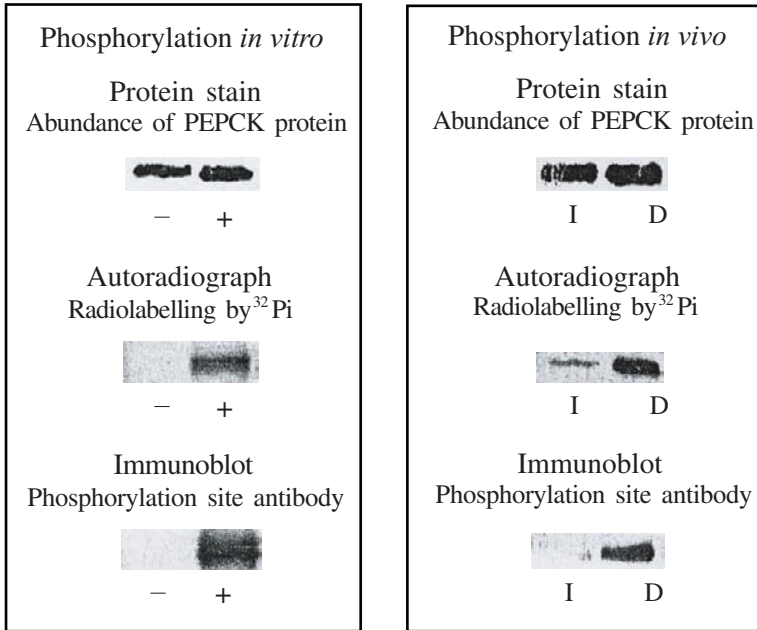 Phosphorylation in vitro
Protein stain
Abundance of PEPCK protein
– +
Autoradiograph
Radiolabelling by ³²Pi
– +
Immunoblot
Phosphorylation site antibody
– +
Phosphorylation in vivo
Protein stain
Abundance of PEPCK protein
I D
Autoradiograph
Radiolabelling by ³²Pi
I D
Immunoblot
Phosphorylation site antibody
I D